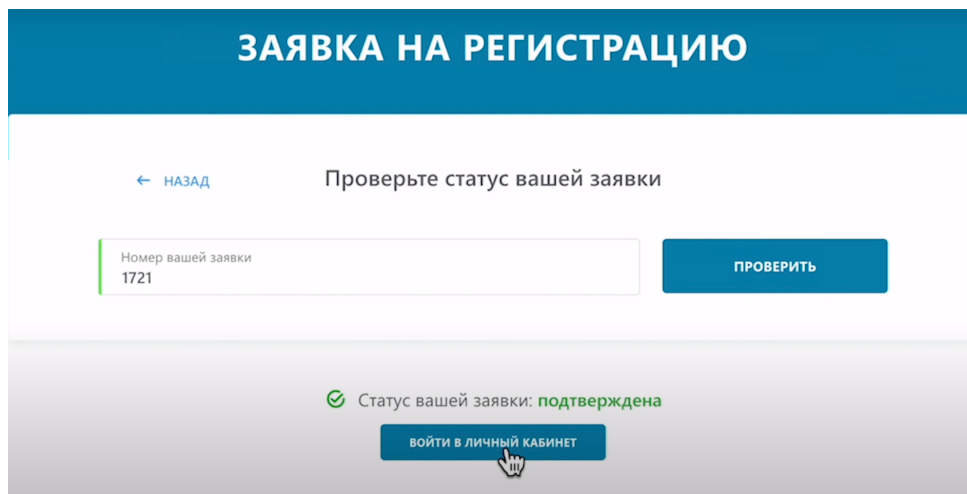 ЗАЯВКА НА РЕГИСТРАЦИЮ
← НАЗАД
Проверьте статус вашей заявки
Номер вашей заявки
1721
ПРОВЕРИТЬ
Статус вашей заявки: подтверждена
ВОЙТИ В ЛИЧНЫЙ КАБИНЕТ